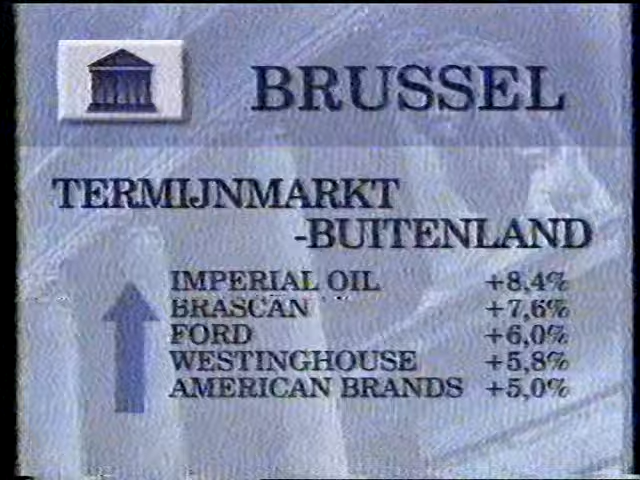 BRUSSEL
TERMIJNMARKT
-BUITENLAND
IMPERIAL OIL +8,4%
BRASCAN +7,6%
FORD +6,0%
WESTINGHOUSE +5,8%
AMERICAN BRANDS +5,0%